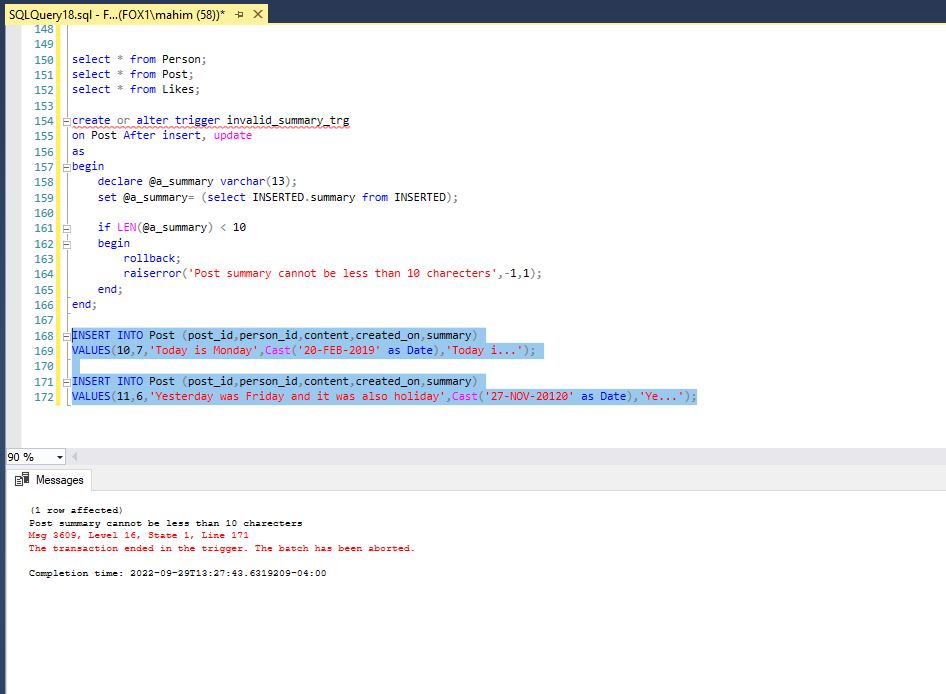 SQLQuery18.sql - F...(FOX1\mahim (58))*
148
149
150 select * from Person;
151 select * from Post;
152 select * from Likes;
153
154 create or alter trigger invalid_summary_trg
155 on Post After insert, update
156 as
157 begin
158 declare @a_summary varchar(13);
159 set @a_summary= (select INSERTED.summary from INSERTED);
160
161 if LEN(@a_summary) < 10
162 begin
163 rollback;
164 raiserror('Post summary cannot be less than 10 charecters',-1,1);
165 end;
166 end;
167
168 INSERT INTO Post (post_id,person_id,content,created_on,summary)
169 VALUES(10,7,'Today is Monday',Cast('20-FEB-2019' as Date),'Today i...');
170
171 INSERT INTO Post (post_id,person_id,content,created_on,summary)
172 VALUES(11,6,'Yesterday was Friday and it was also holiday',Cast('27-NOV-20120' as Date),'Ye...');
90 %
Messages
(1 row affected)
Post summary cannot be less than 10 charecters
Msg 3609, Level 16, State 1, Line 171
The transaction ended in the trigger. The batch has been aborted.
Completion time: 2022-09-29T13:27:43.6319209-04:00